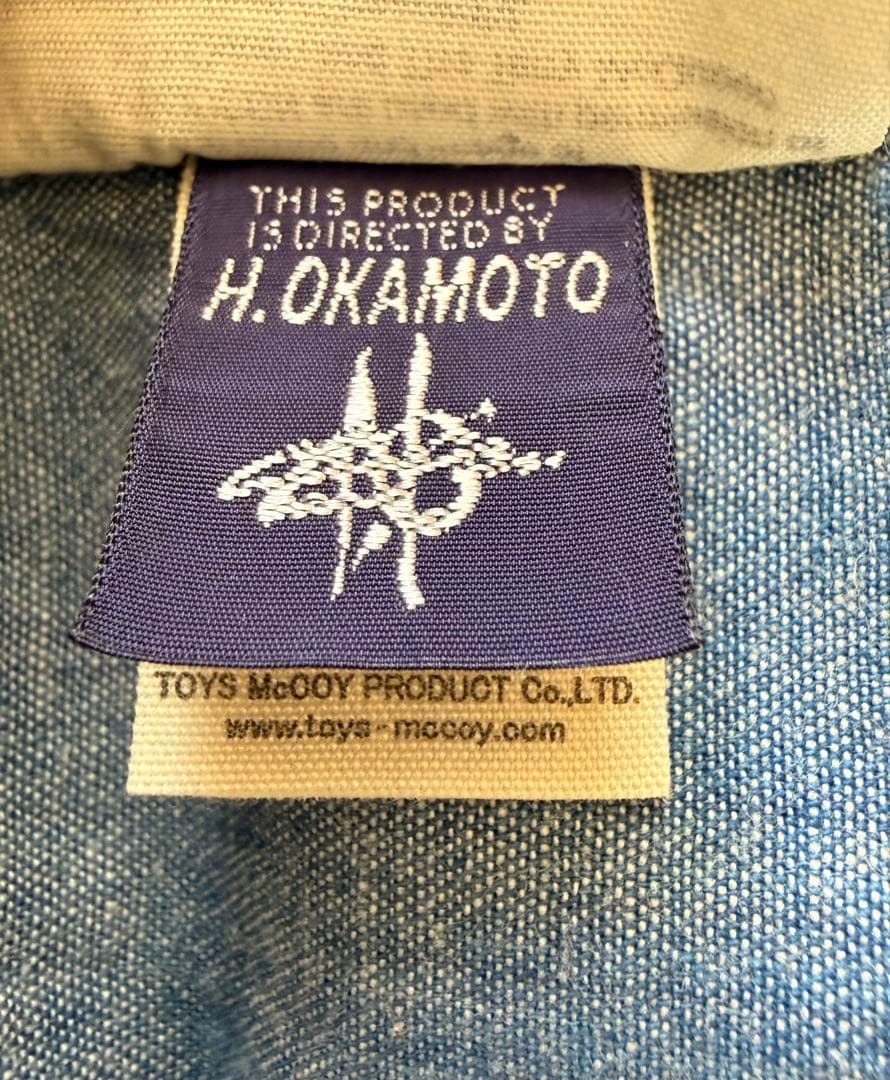 THIS PRODUCT
IS DIRECTED BY
H. OKAMOTO
TOYS McCOY PRODUCT Co.,LTD.
www.toys-mccoy.com